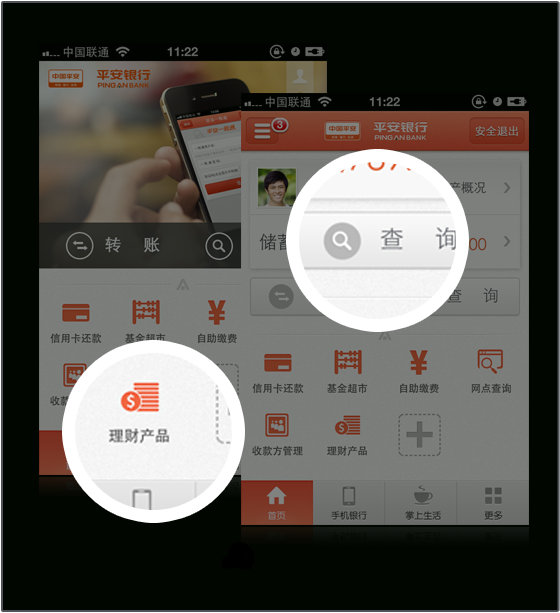 中国联通 11:22
中国平安 平安银行
PING AN BANK
转 账
信用卡还款 基金超市 自助缴费
收款
理财产品
中国联通 11:22
3 中国平安 平安银行 安全退出
PING AN BANK
产概况
储蓄 00
查 询
查 询
信用卡还款 基金超市 自助缴费 网点查询
收款方管理 理财产品
首页 手机银行 掌上生活 更多